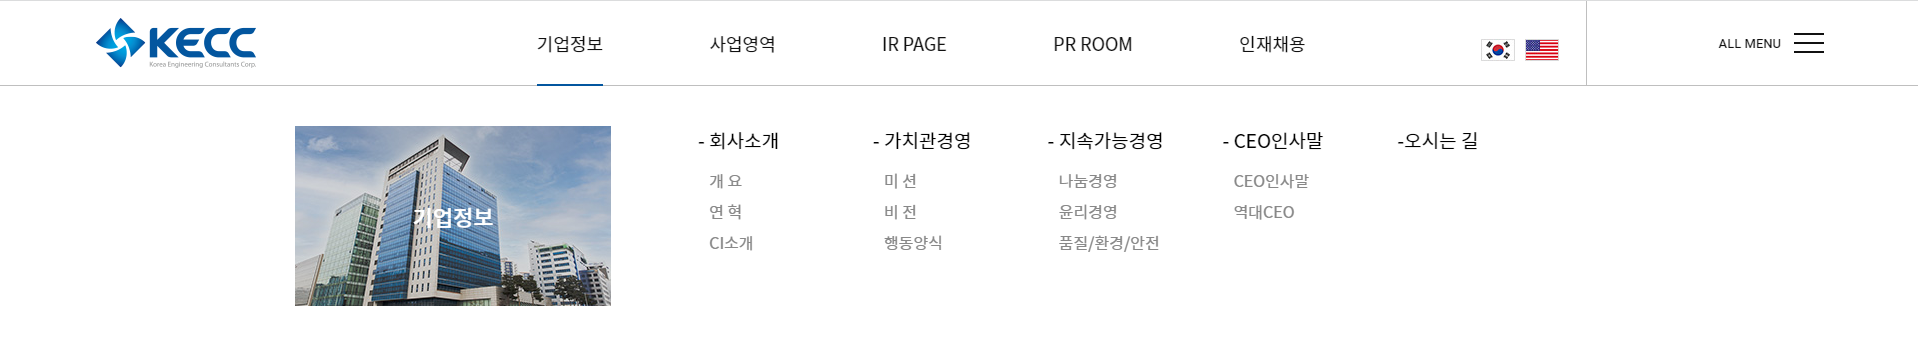 KECC
Korea Engineering Consultants Corp.
기업정보
사업영역
IR PAGE
PR ROOM
인재채용
ALL MENU
기업정보
- 회사소개
개 요
연 혁
CI소개
- 가치관경영
미 션
비 전
행동양식
- 지속가능경영
나눔경영
윤리경영
품질/환경/안전
- CEO인사말
CEO인사말
역대CEO
-오시는 길